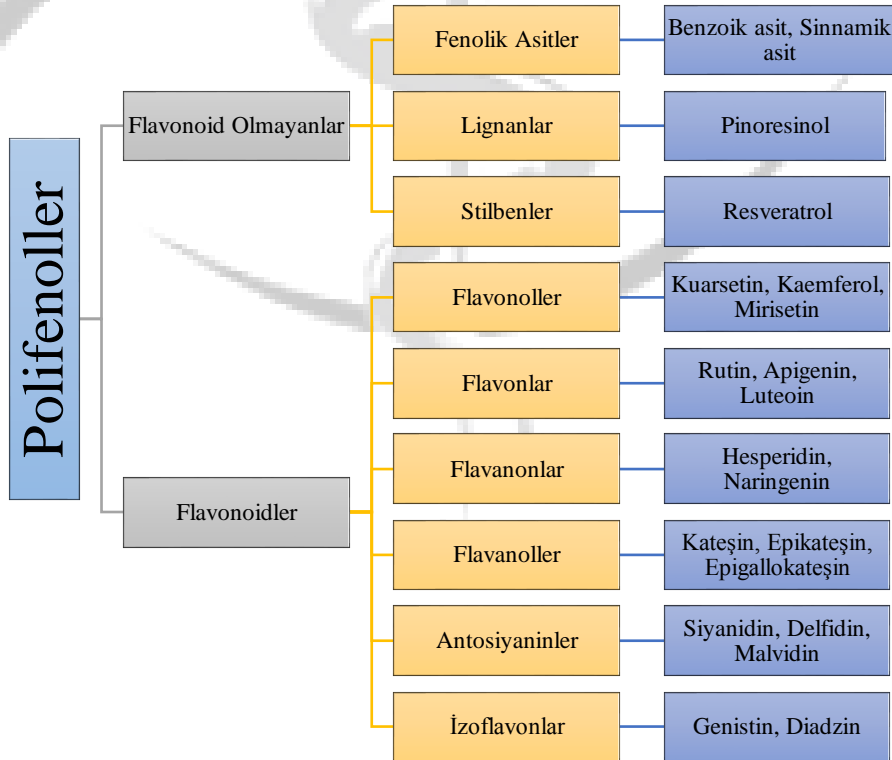 Polifenoller
Flavonoid Olmayanlar
Fenolik Asitler
Benzoik asit, Sinnamik
asit
Lignanlar
Pinoresinol
Stilbenler
Resveratrol
Flavonoidler
Flavonoller
Kuarsetin, Kaemferol,
Mirisetin
Flavonlar
Rutin, Apigenin,
Luteoin
Flavanonlar
Hesperidin,
Naringenin
Flavanoller
Kateşin, Epikateşin,
Epigallokateşin
Antosiyaninler
Siyanidin, Delfidin,
Malvidin
İzoflavonlar
Genistin, Diadzin